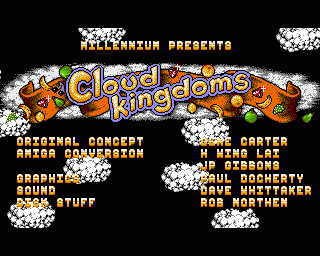 MILLENNIUM PRESENTS
Cloud
kingdoms
ORIGINAL CONCEPT GENE CARTER
AMIGA CONVERSION H WING LAI
JP GIBBONS
GRAPHICS PAUL DOCHERTY
SOUND DAVE WHITTAKER
DISK STUFF ROB NORTHEN